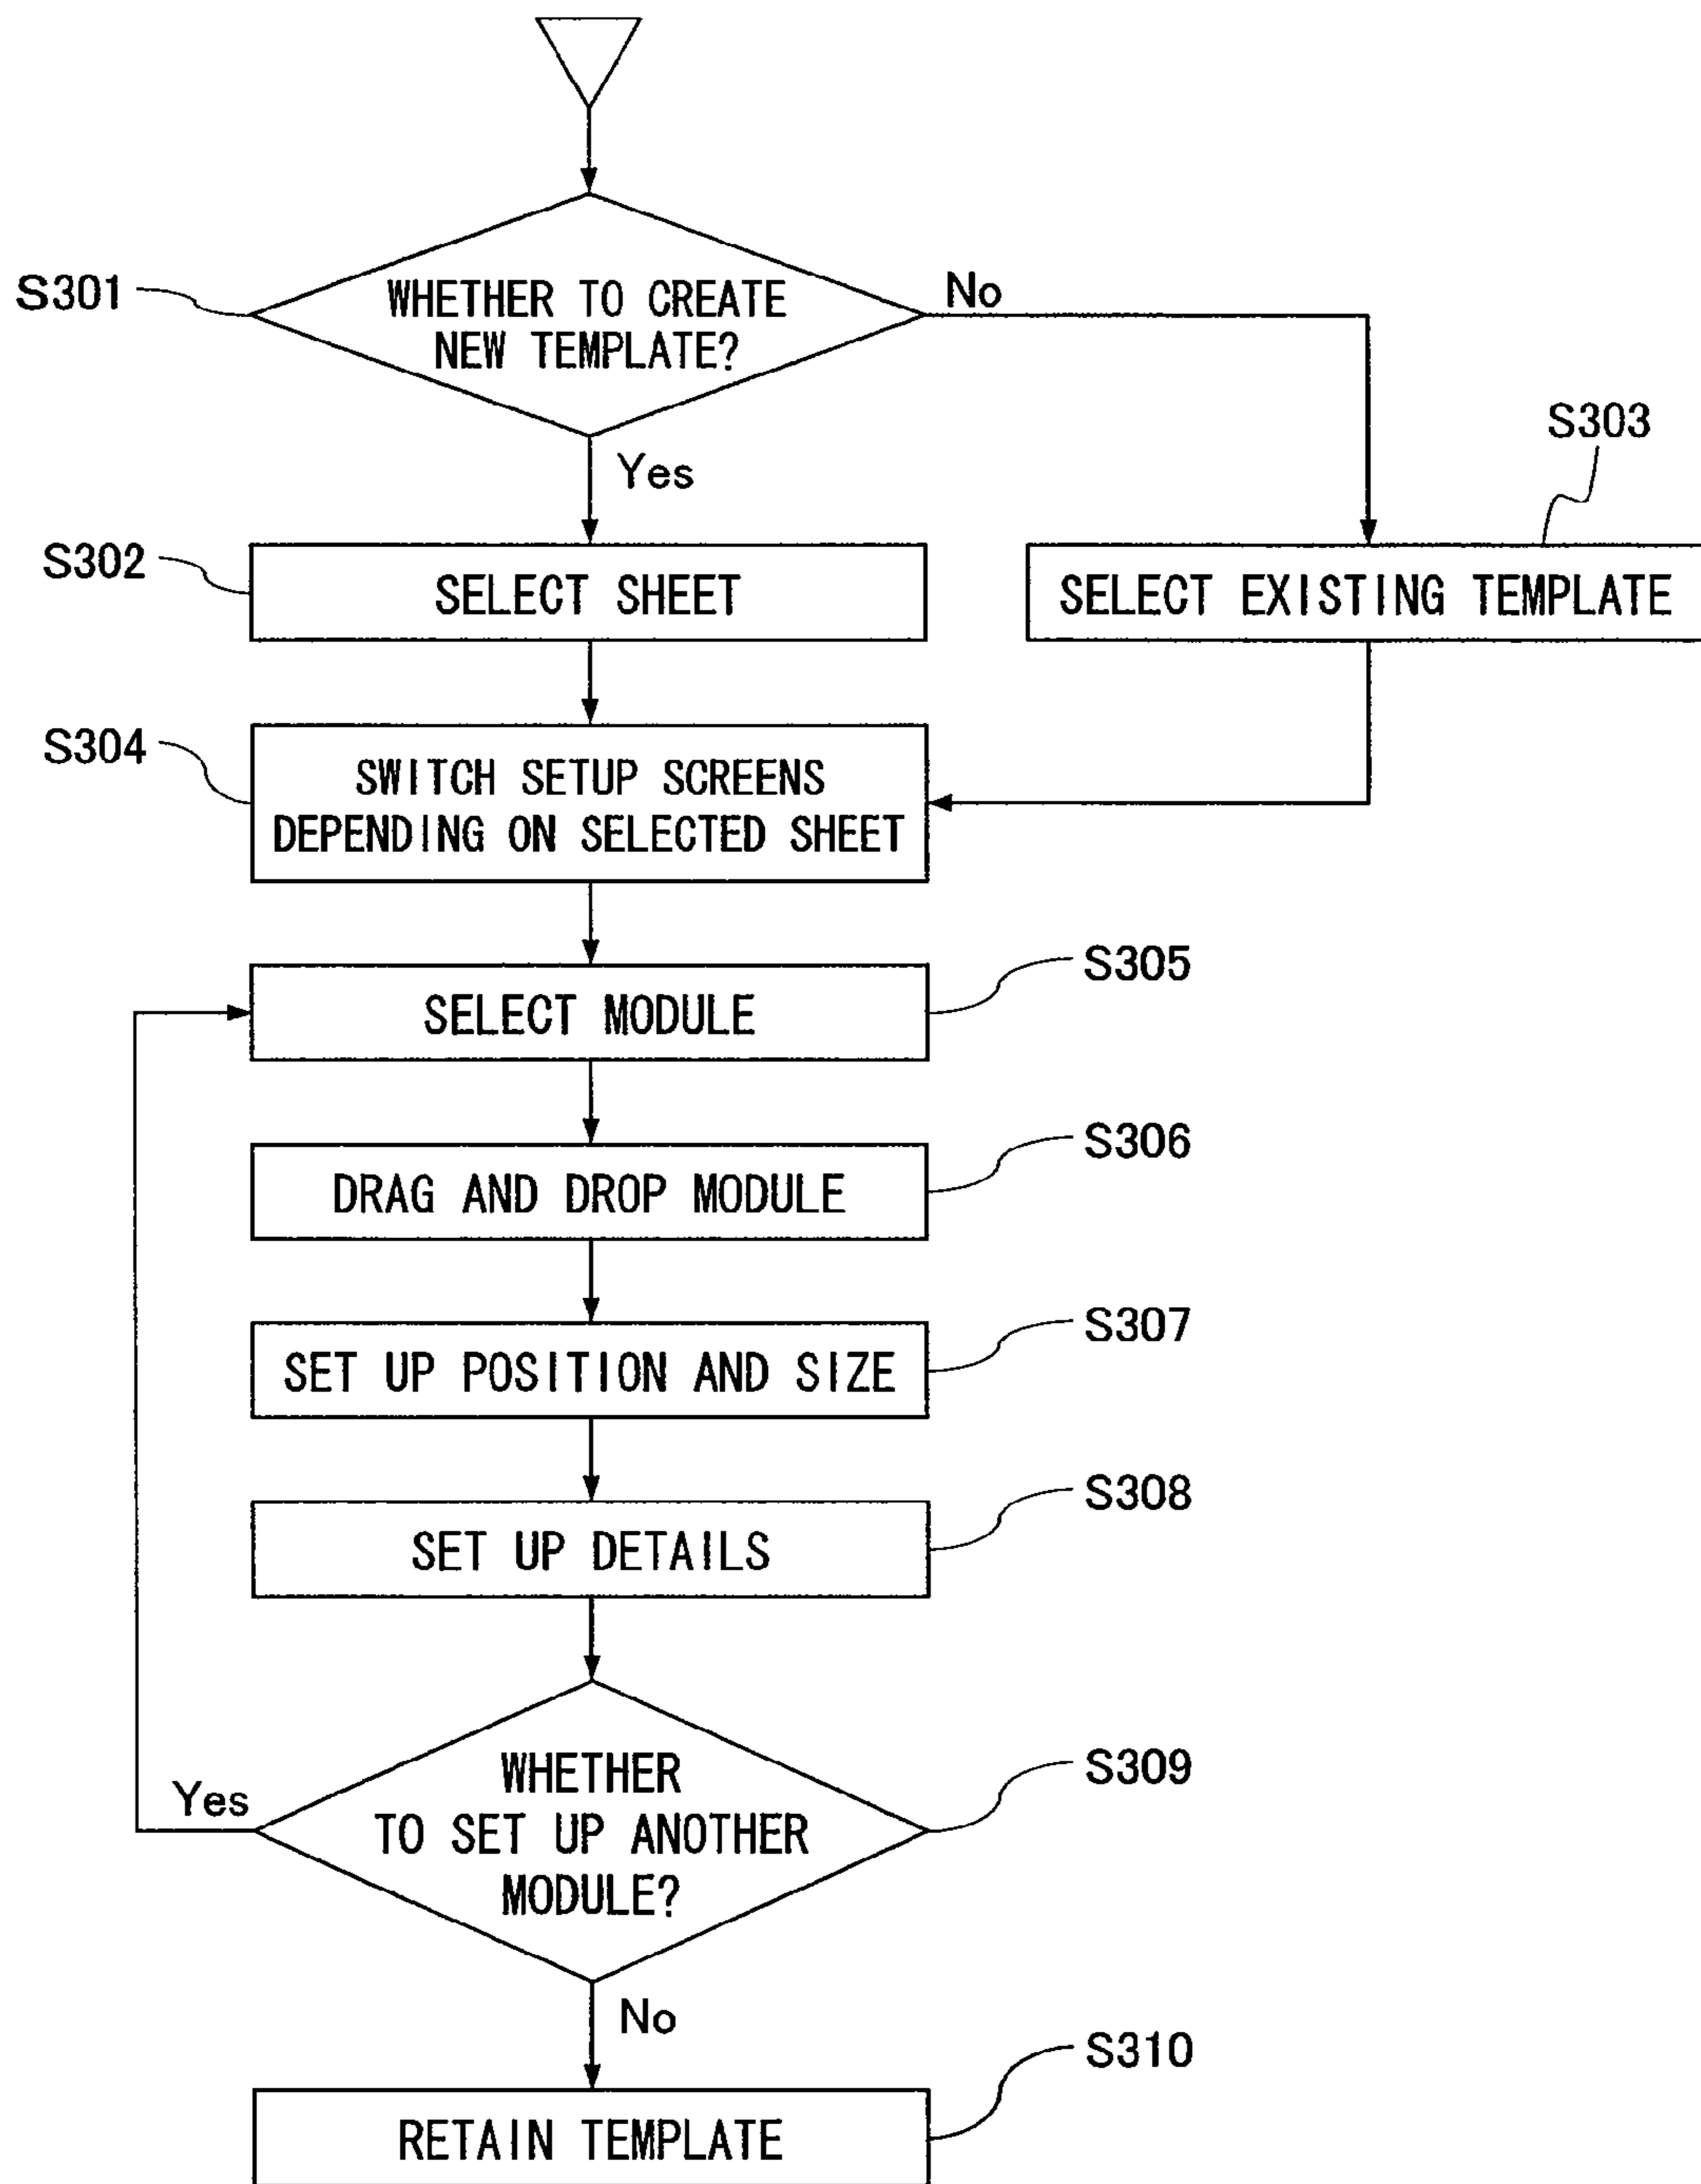 S301
WHETHER TO CREATE
NEW TEMPLATE?
No
Yes
S303
S302
SELECT SHEET
SELECT EXISTING TEMPLATE
S304
SWITCH SETUP SCREENS
DEPENDING ON SELECTED SHEET
S305
SELECT MODULE
S306
DRAG AND DROP MODULE
S307
SET UP POSITION AND SIZE
S308
SET UP DETAILS
S309
WHETHER
TO SET UP ANOTHER
MODULE?
Yes
No
S310
RETAIN TEMPLATE